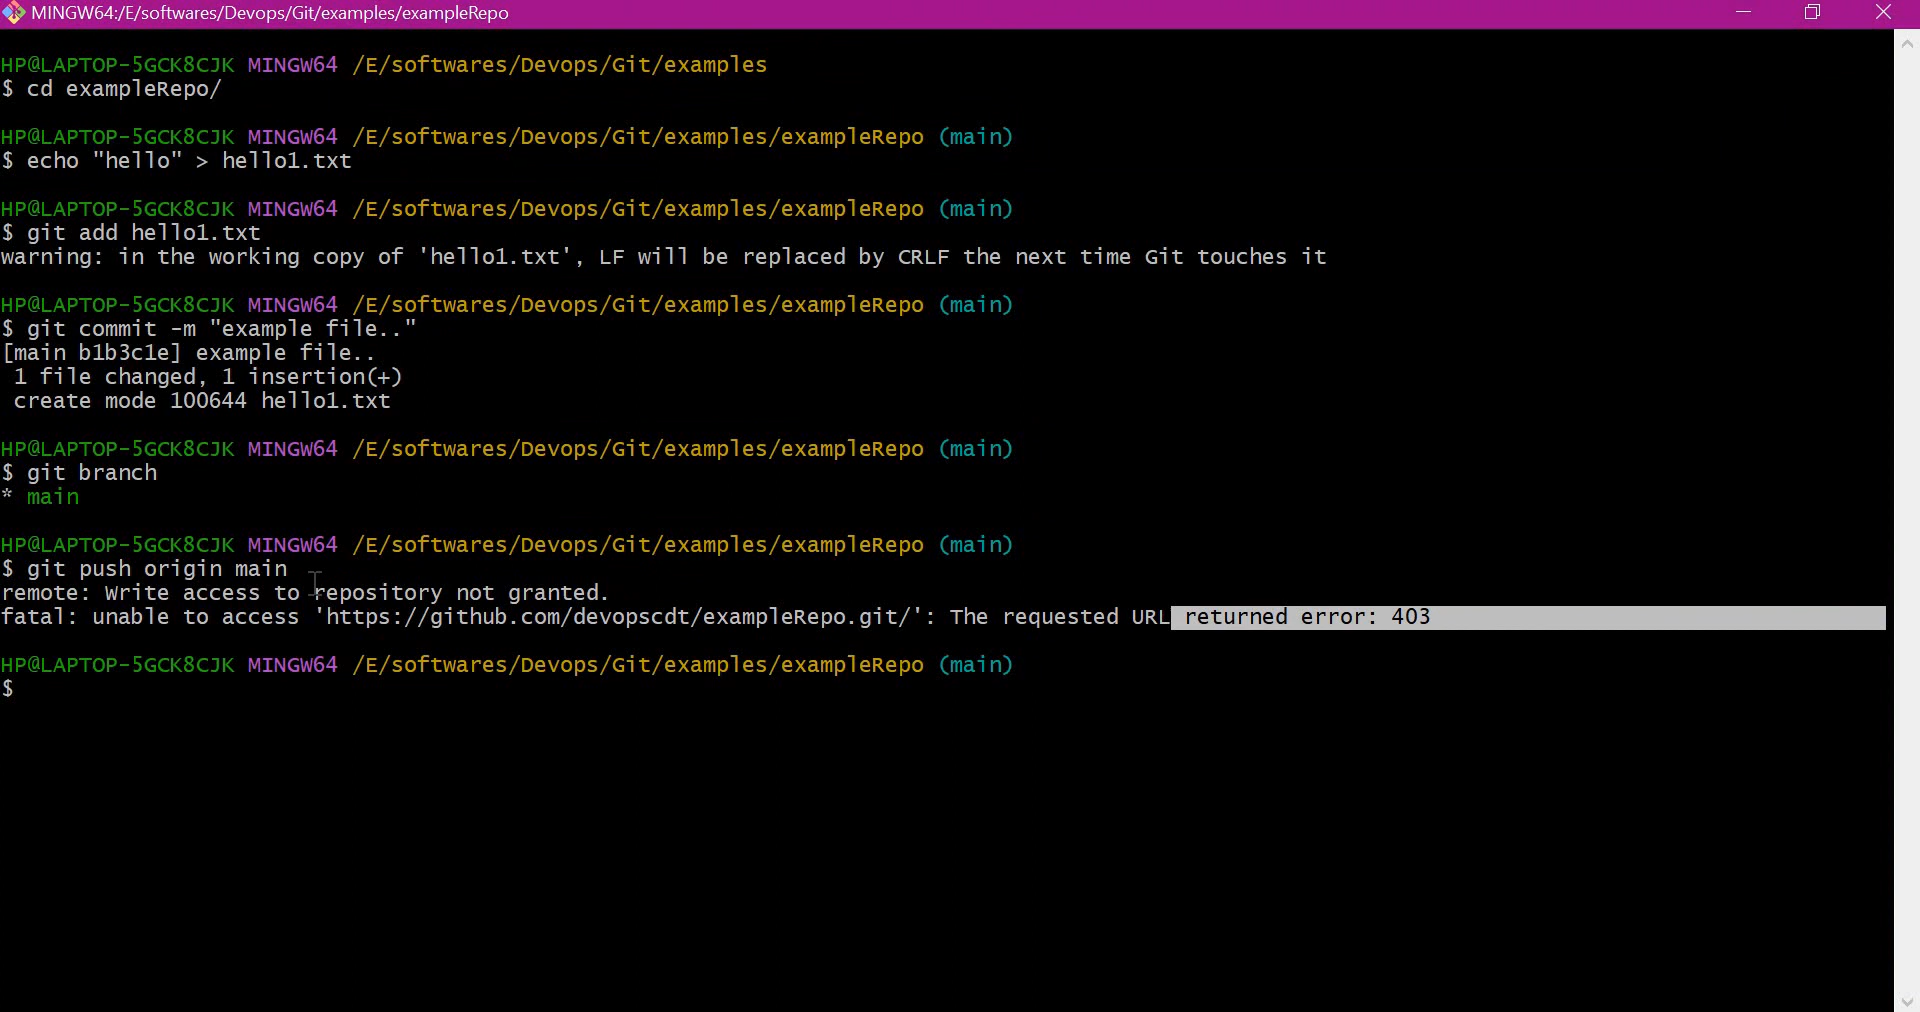 MINGW64:/E/softwares/Devops/Git/examples/exampleRepo
HP@LAPTOP-5GCK8CJK MINGW64 /E/softwares/Devops/Git/examples
$ cd exampleRepo/
HP@LAPTOP-5GCK8CJK MINGW64 /E/softwares/Devops/Git/examples/exampleRepo (main)
$ echo "hello" > hello1.txt
HP@LAPTOP-5GCK8CJK MINGW64 /E/softwares/Devops/Git/examples/exampleRepo (main)
$ git add hello1.txt
warning: in the working copy of 'hello1.txt', LF will be replaced by CRLF the next time Git touches it
HP@LAPTOP-5GCK8CJK MINGW64 /E/softwares/Devops/Git/examples/exampleRepo (main)
$ git commit -m "example file.."
[main b1b3c1e] example file..
 1 file changed, 1 insertion(+)
 create mode 100644 hello1.txt
HP@LAPTOP-5GCK8CJK MINGW64 /E/softwares/Devops/Git/examples/exampleRepo (main)
$ git branch
* main
HP@LAPTOP-5GCK8CJK MINGW64 /E/softwares/Devops/Git/examples/exampleRepo (main)
$ git push origin main
remote: Write access to repository not granted.
fatal: unable to access 'https://github.com/devopscdt/exampleRepo.git/': The requested URL returned error: 403
HP@LAPTOP-5GCK8CJK MINGW64 /E/softwares/Devops/Git/examples/exampleRepo (main)
$